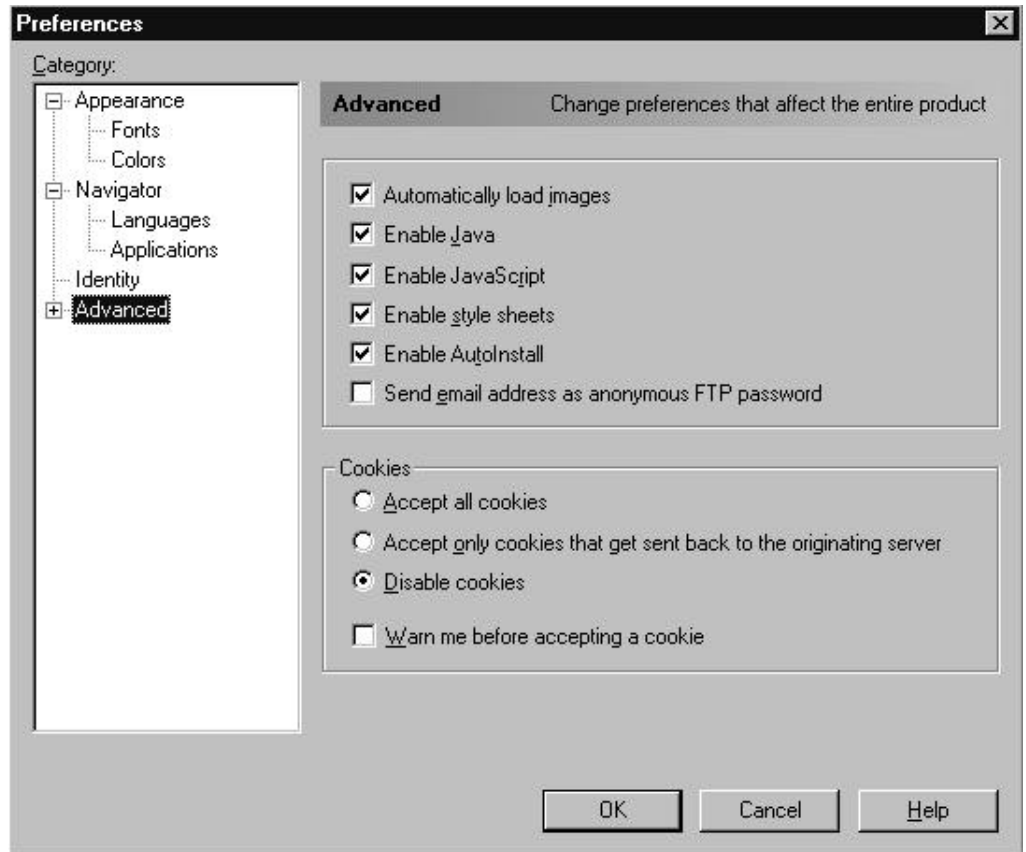 Preferences
Category:
Appearance
Fonts
Colors
Navigator
Languages
Applications
Identity
Advanced
Advanced Change preferences that affect the entire product
Automatically load images
Enable Java
Enable JavaScript
Enable style sheets
Enable AutoInstall
Send email address as anonymous FTP password
Cookies
Accept all cookies
Accept only cookies that get sent back to the originating server
Disable cookies
Warn me before accepting a cookie
OK Cancel Help